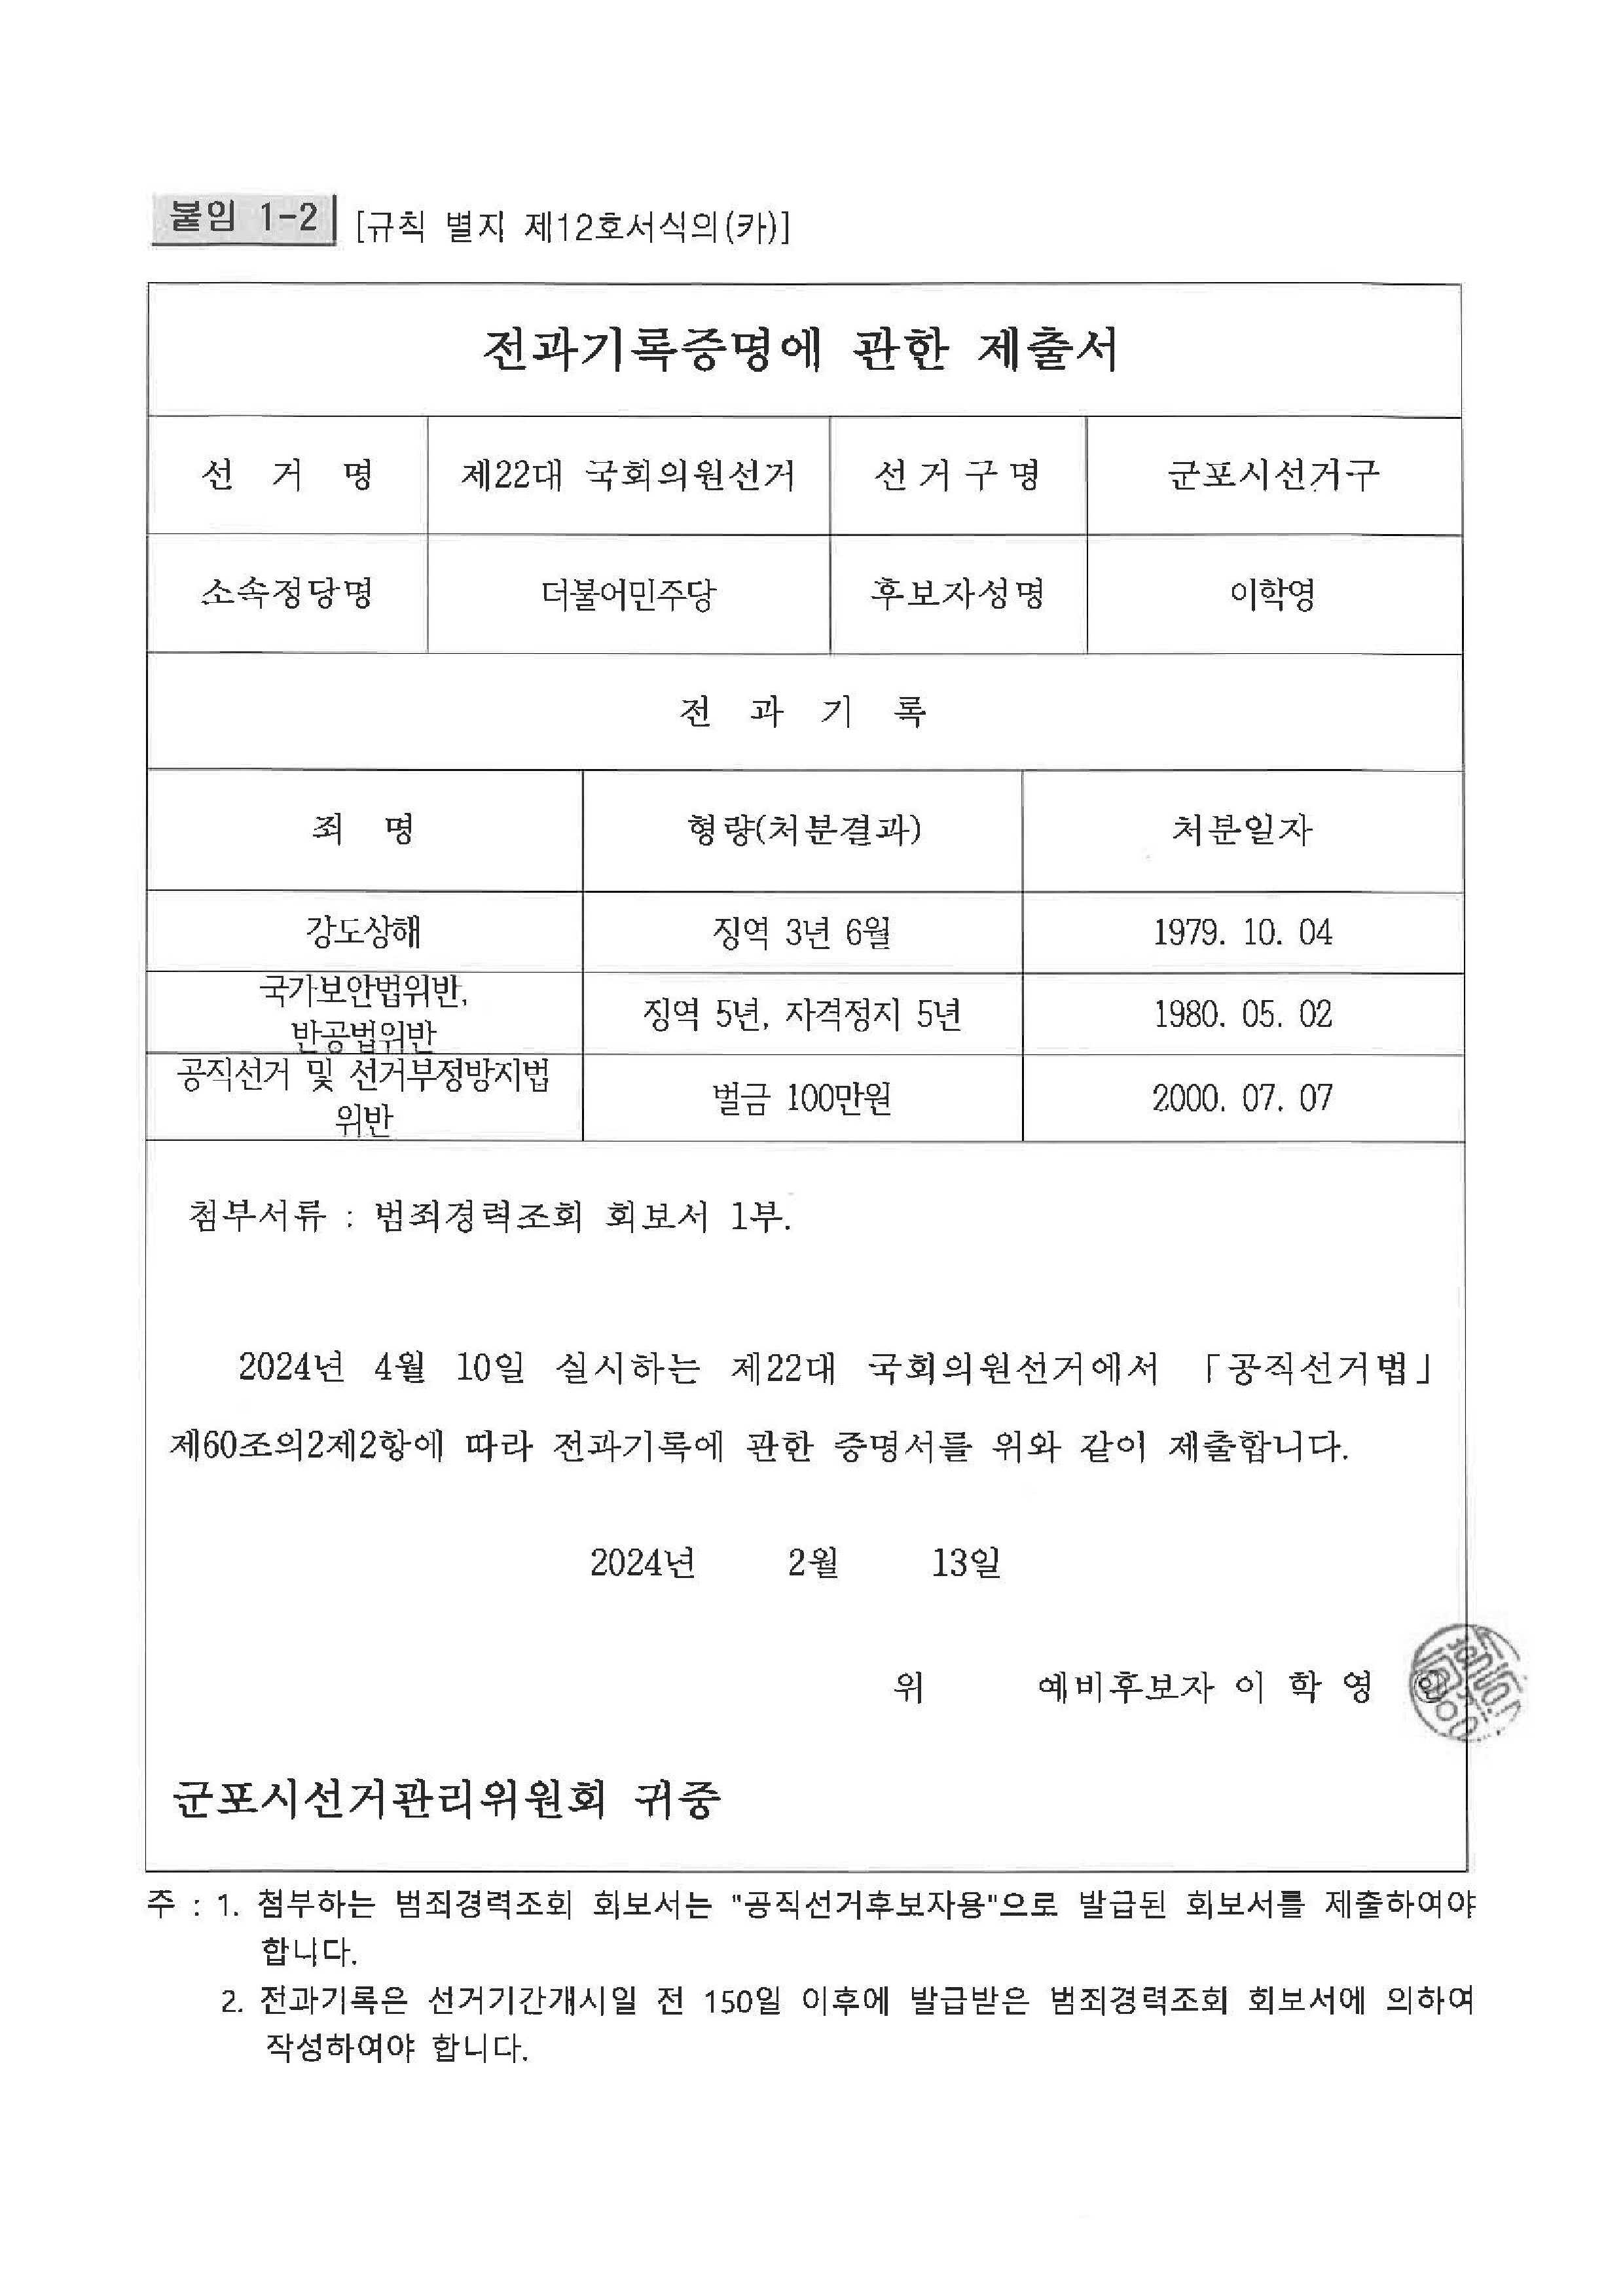 붙임 1-2 [규칙 별지 제12호서식의(카)]
전과기록증명에 관한 제출서
선 거 명 제22대 국회의원선거 선거구명 군포시선거구
소속정당명 더불어민주당 후보자성명 이학영
전 과 기 록
죄 명 형량(처분결과) 처분일자
강도상해 징역 3년 6월 1979. 10. 04
국가보안법위반,
반공법위반 징역 5년, 자격정지 5년 1980. 05. 02
공직선거 및 선거부정방지법
위반 벌금 100만원 2000. 07. 07
첨부서류 : 범죄경력조회 회보서 1부.
2024년 4월 10일 실시하는 제22대 국회의원선거에서 「공직선거법」
제60조의2제2항에 따라 전과기록에 관한 증명서를 위와 같이 제출합니다.
2024년 2월 13일
위 예비후보자 이 학 영 인
군포시선거관리위원회 귀중
주 : 1. 첨부하는 범죄경력조회 회보서는 "공직선거후보자용"으로 발급된 회보서를 제출하여야
합니다.
2. 전과기록은 선거기간개시일 전 150일 이후에 발급받은 범죄경력조회 회보서에 의하여
작성하여야 합니다.